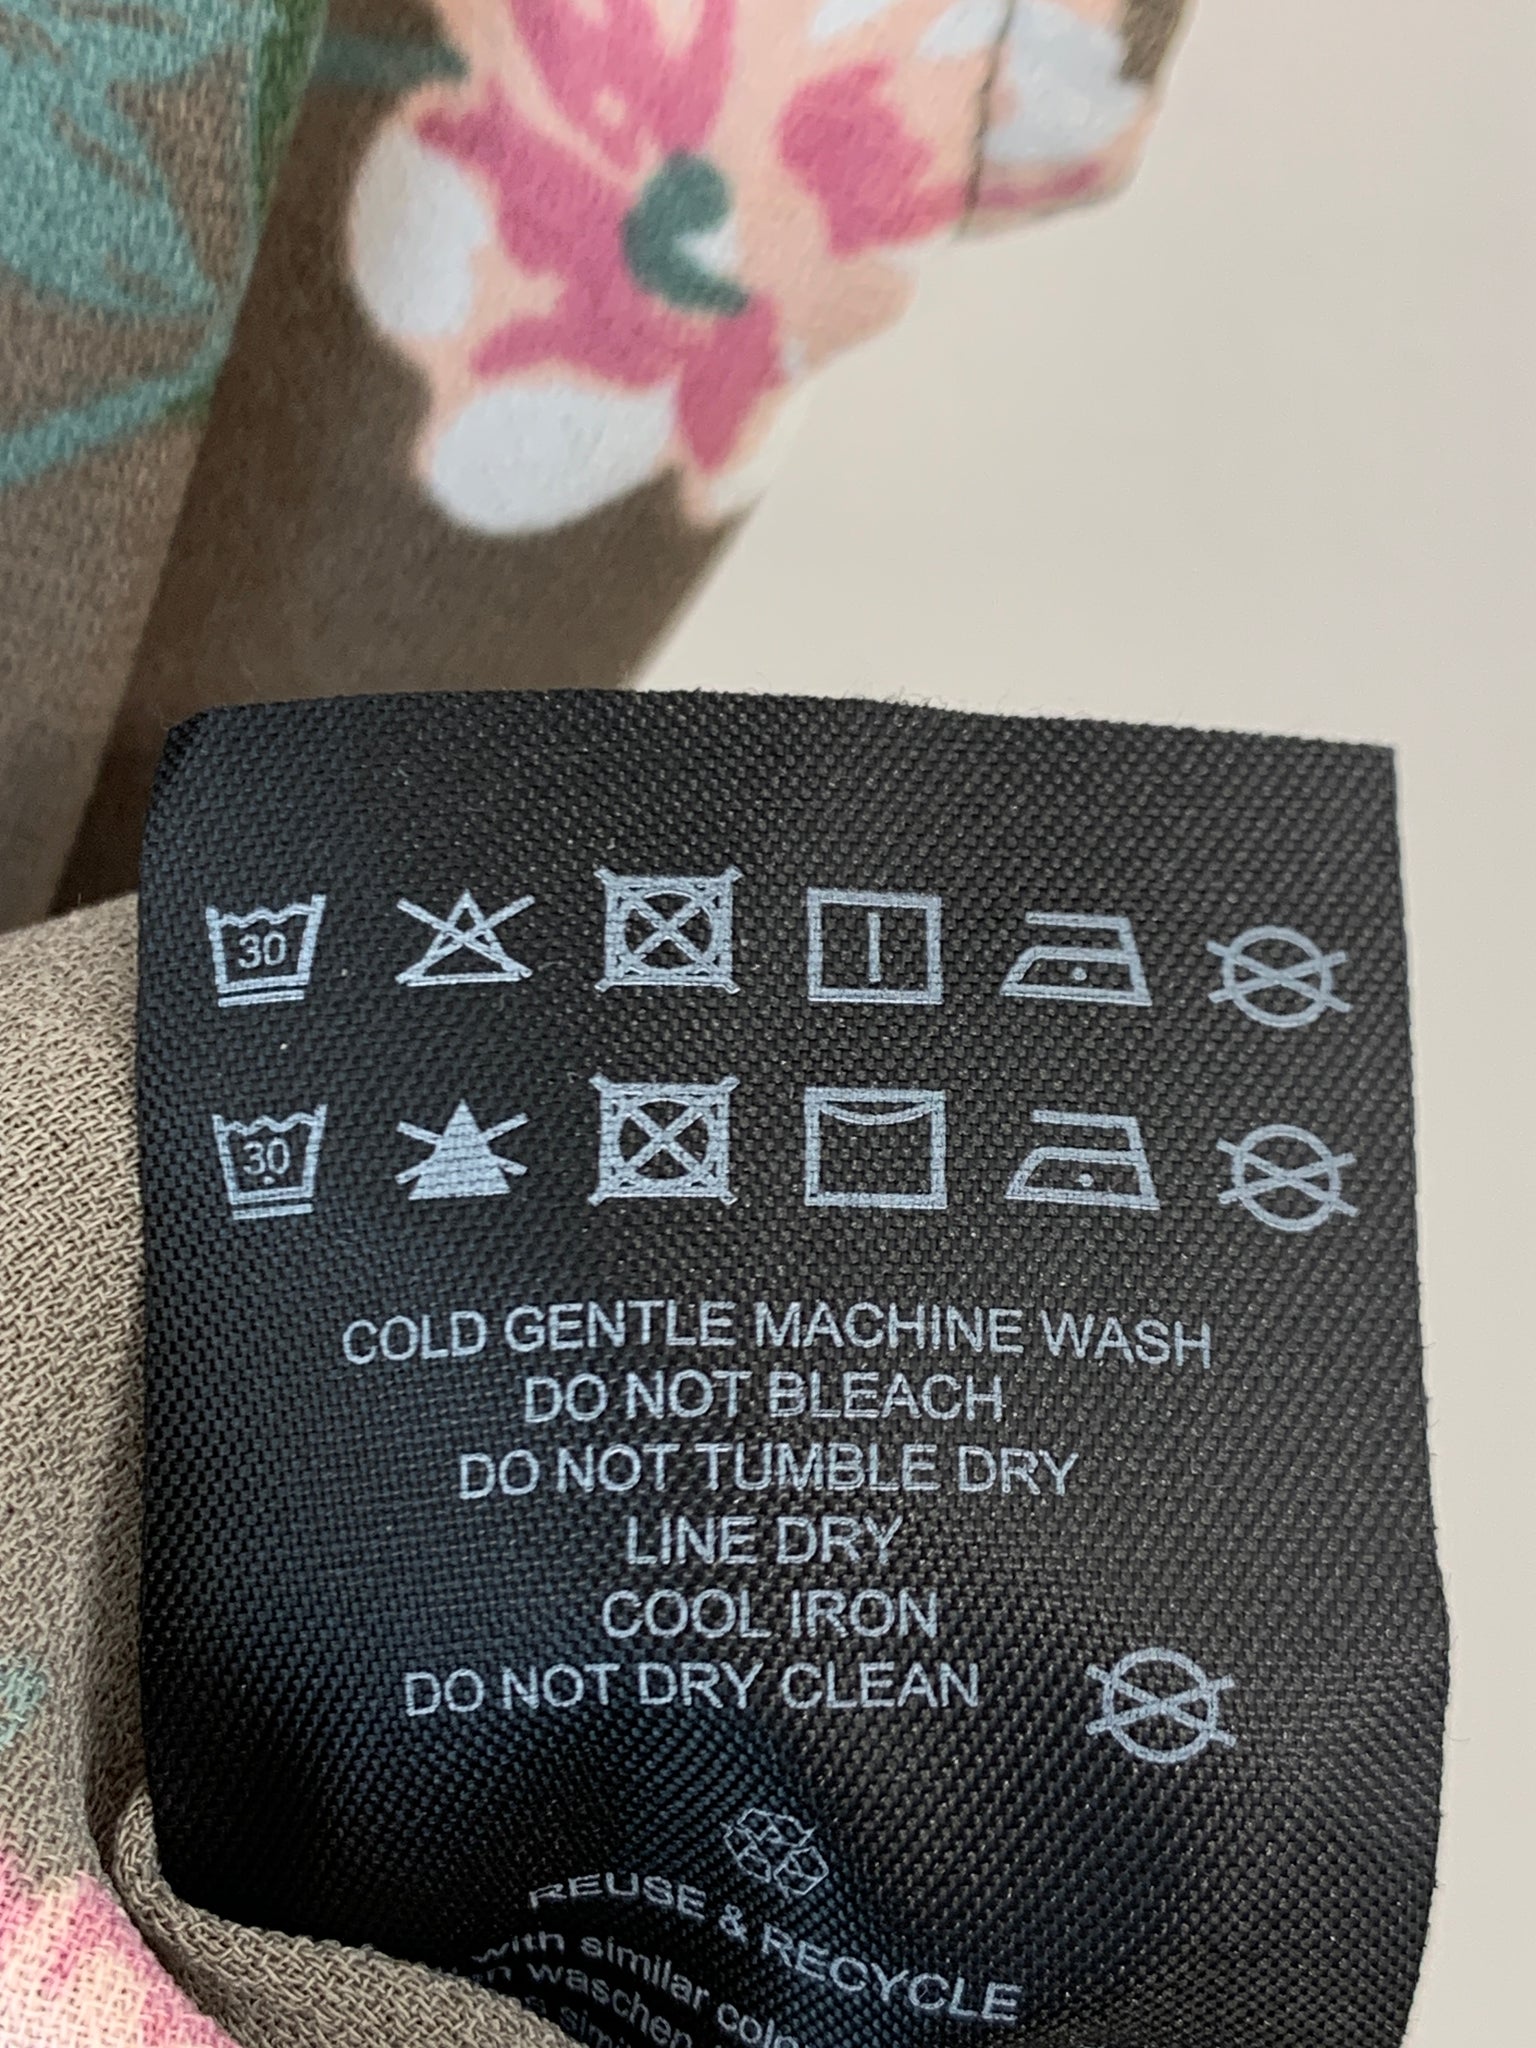 30
30
COLD GENTLE MACHINE WASH
DO NOT BLEACH
DO NOT TUMBLE DRY
LINE DRY
COOL IRON
DO NOT DRY CLEAN
REUSE & RECYCLE
with similar
waschen